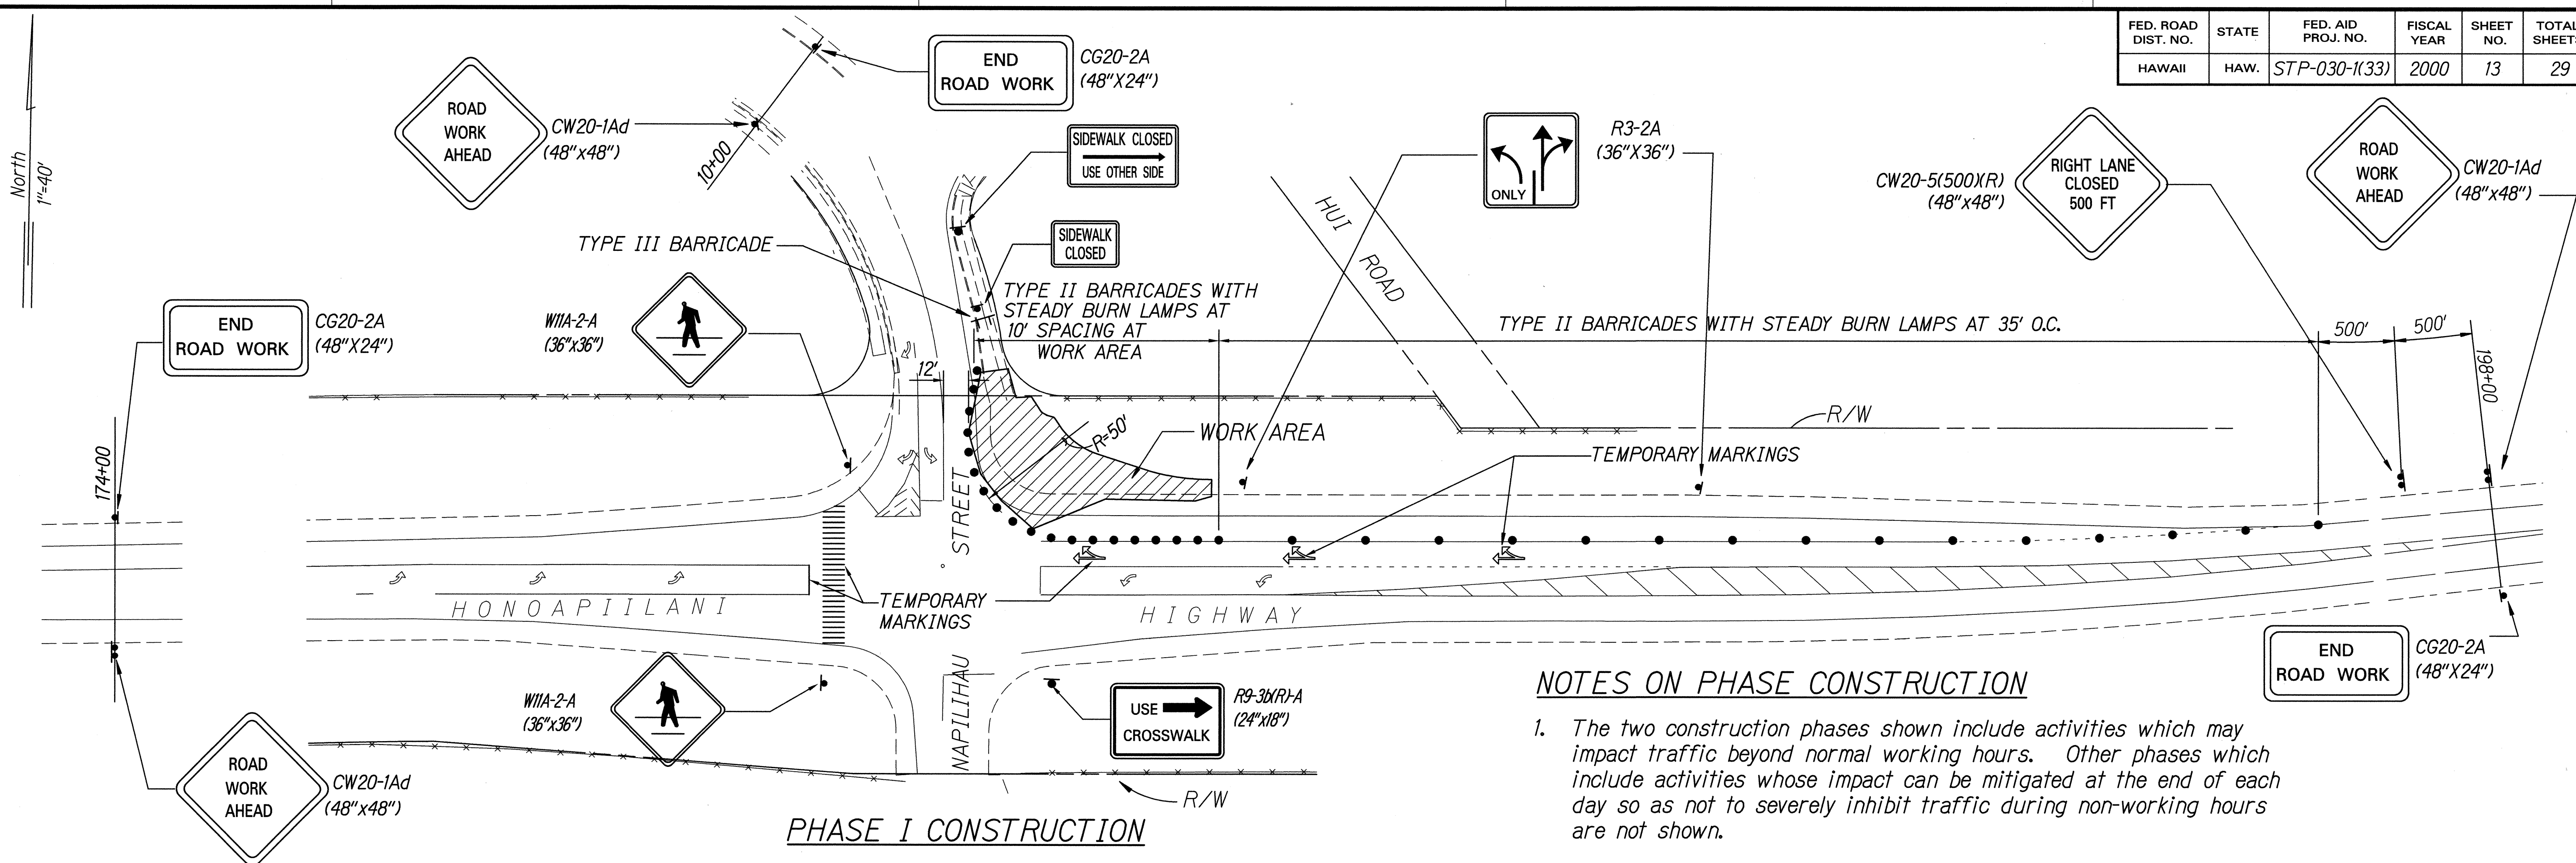 FED. ROAD DIST. NO.
STATE
FED. AID PROJ. NO.
FISCAL YEAR
SHEET NO.
TOTAL SHEETS
HAWAII
HAW.
STP-030-1(33)
2000
13
29
North
1"=40'
ROAD
WORK
AHEAD
CW20-1Ad
(48"x48")
10+00
END
ROAD WORK
CG20-2A
(48"X24")
SIDEWALK CLOSED
USE OTHER SIDE
SIDEWALK
CLOSED
TYPE III BARRICADE
TYPE II BARRICADES WITH
STEADY BURN LAMPS AT
10' SPACING AT
WORK AREA
ONLY
R3-2A
(36"X36")
HUI
ROAD
CW20-5(500)(R)
(48"x48")
RIGHT LANE
CLOSED
500 FT
ROAD
WORK
AHEAD
CW20-1Ad
(48"x48")
TYPE II BARRICADES WITH STEADY BURN LAMPS AT 35' O.C.
500'
500'
198+00
END
ROAD WORK
CG20-2A
(48"X24")
174+00
W11A-2-A
(36"x36")
12'
R=50'
WORK AREA
R/W
TEMPORARY MARKINGS
STREET
NAPILIHAU
HONOAPIILANI
HIGHWAY
TEMPORARY
MARKINGS
W11A-2-A
(36"x36")
USE
CROSSWALK
R9-3b(R)-A
(24"x18")
END
ROAD WORK
CG20-2A
(48"X24")
ROAD
WORK
AHEAD
CW20-1Ad
(48"x48")
R/W
PHASE I CONSTRUCTION
NOTES ON PHASE CONSTRUCTION
1. The two construction phases shown include activities which may
impact traffic beyond normal working hours. Other phases which
include activities whose impact can be mitigated at the end of each
day so as not to severely inhibit traffic during non-working hours
are not shown.